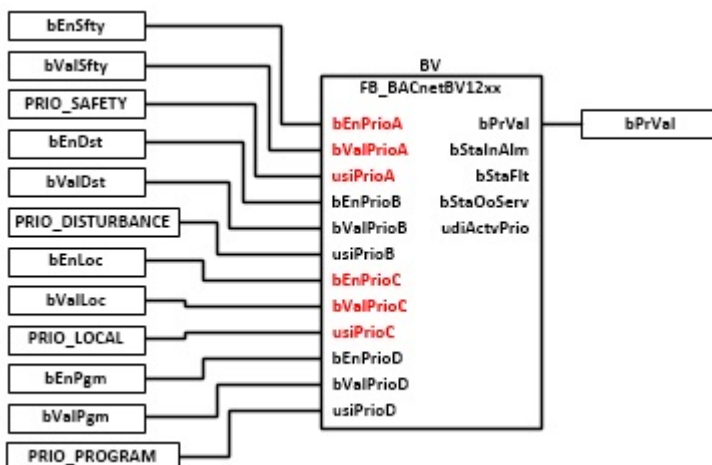 bEnSfty
bValSfty
PRIO_SAFETY
bEnDst
bValDst
PRIO_DISTURBANCE
bEnLoc
bValLoc
PRIO_LOCAL
bEnPgm
bValPgm
PRIO_PROGRAM
BV
FB_BACnetBV12xx
bEnPrioA bPrVal
bValPrioA bStaInAlm
usiPrioA bStaFlt
bEnPrioB bStaOoServ
bValPrioB udiActvPrio
usiPrioB
bEnPrioC
bValPrioC
usiPrioC
bEnPrioD
bValPrioD
usiPrioD
bPrVal